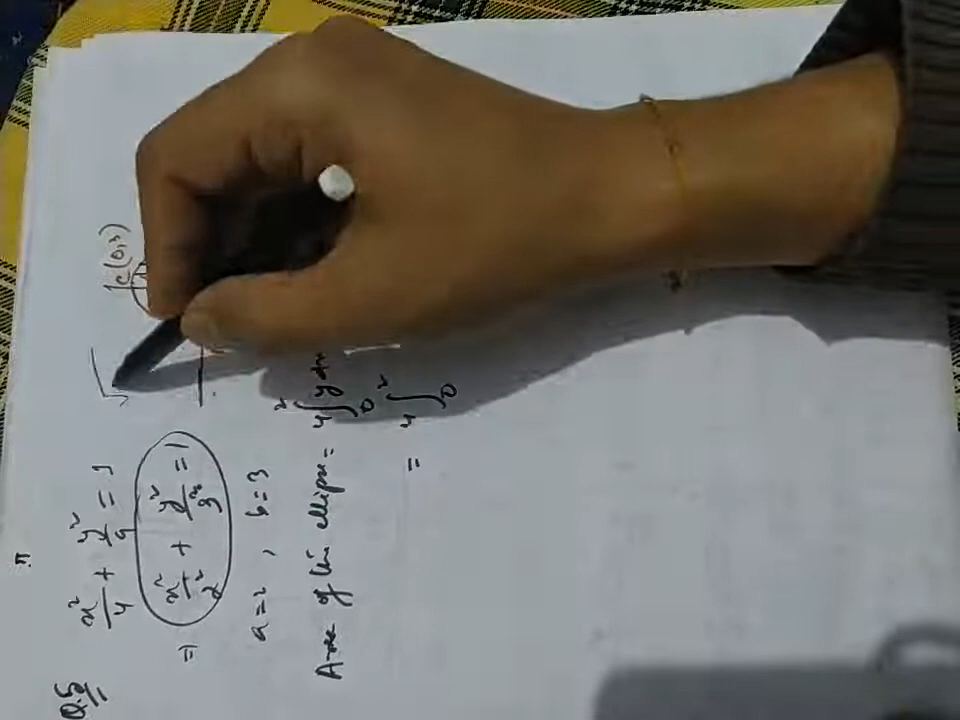 Q.5
x²/4 + y²/9 = 1
⇒ x²/2² + y²/3² = 1
a=2, b=3
Area of the ellipse = 4∫₀² y dx
= 4∫₀²
C(0,3)